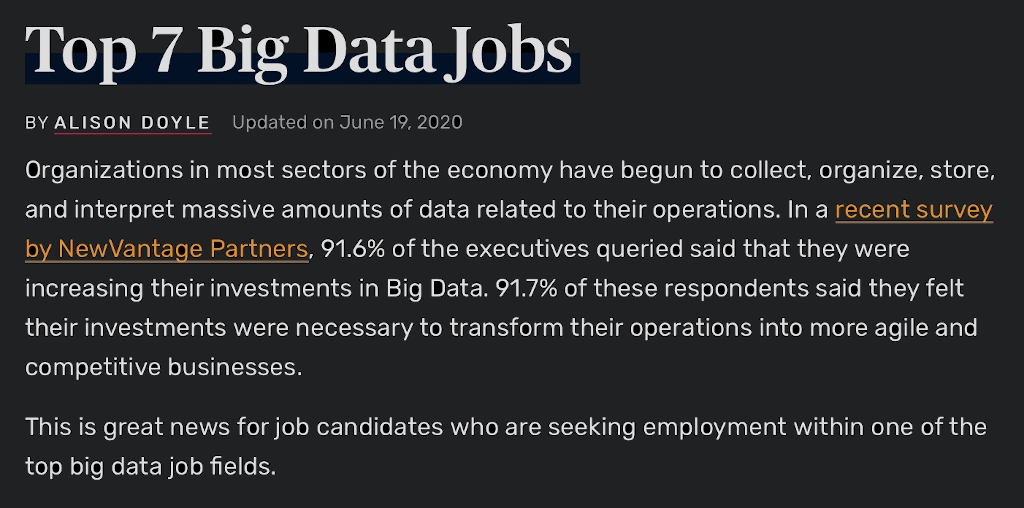 Top 7 Big Data Jobs
BY ALISON DOYLE Updated on June 19, 2020
Organizations in most sectors of the economy have begun to collect, organize, store,
and interpret massive amounts of data related to their operations. In a recent survey
by NewVantage Partners, 91.6% of the executives queried said that they were
increasing their investments in Big Data. 91.7% of these respondents said they felt
their investments were necessary to transform their operations into more agile and
competitive businesses.
This is great news for job candidates who are seeking employment within one of the
top big data job fields.